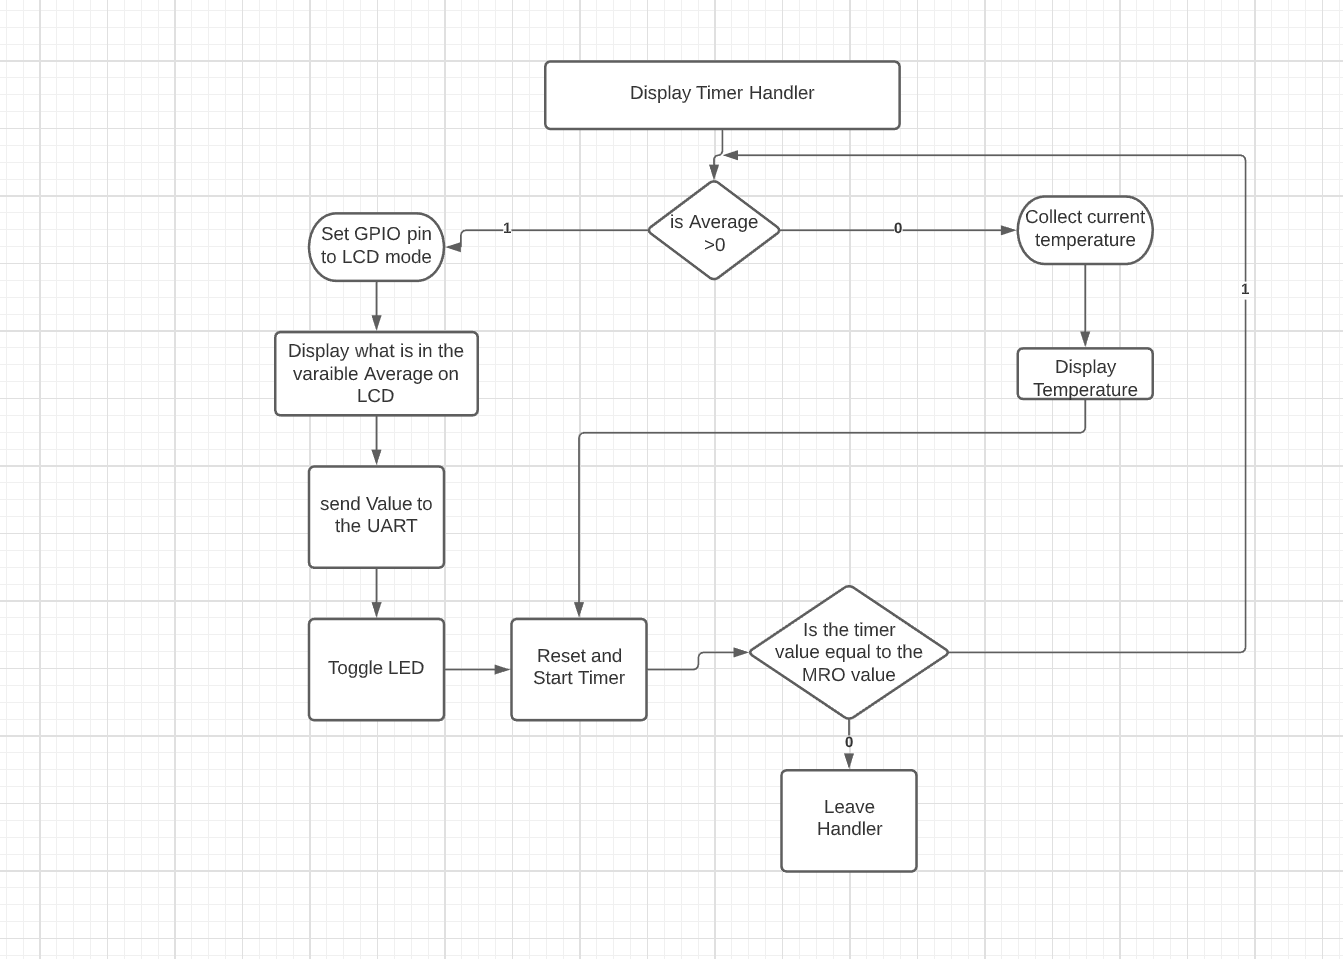 Display Timer Handler
is Average
>0
1
0
Set GPIO pin
to LCD mode
Collect current
temperature
1
Display what is in the
varaible Average on
LCD
Display
Temperature
send Value to
the UART
Toggle LED
Reset and
Start Timer
Is the timer
value equal to the
MRO value
0
Leave
Handler